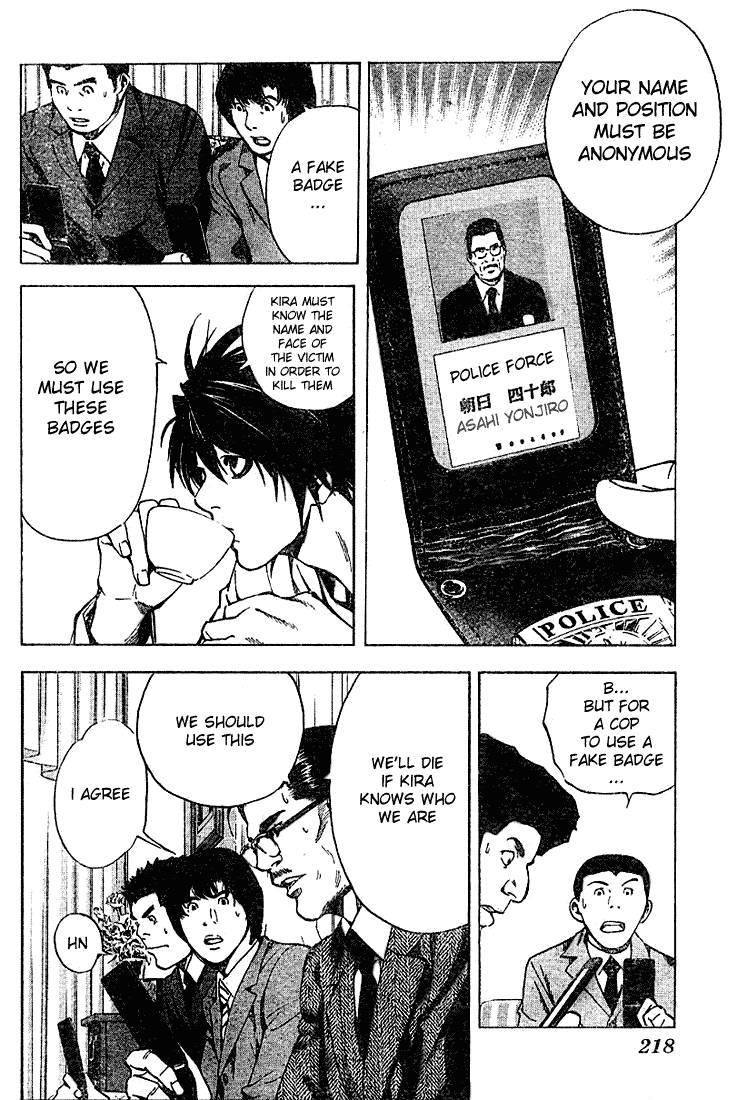 YOUR NAME
AND POSITION
MUST BE
ANONYMOUS
POLICE FORCE
朝日 四十郎
ASAHI YONJIRO
POLICE
A FAKE
BADGE
...
KIRA MUST
KNOW THE
NAME AND
FACE
OF THE
VICTIM
IN ORDER TO
KILL THEM
SO WE
MUST USE
THESE
BADGES
B...
BUT FOR
A COP
TO USE A
FAKE BADGE
...
WE'LL DIE
IF KIRA
KNOWS WHO
WE ARE
WE SHOULD
USE THIS
I AGREE
HN
218